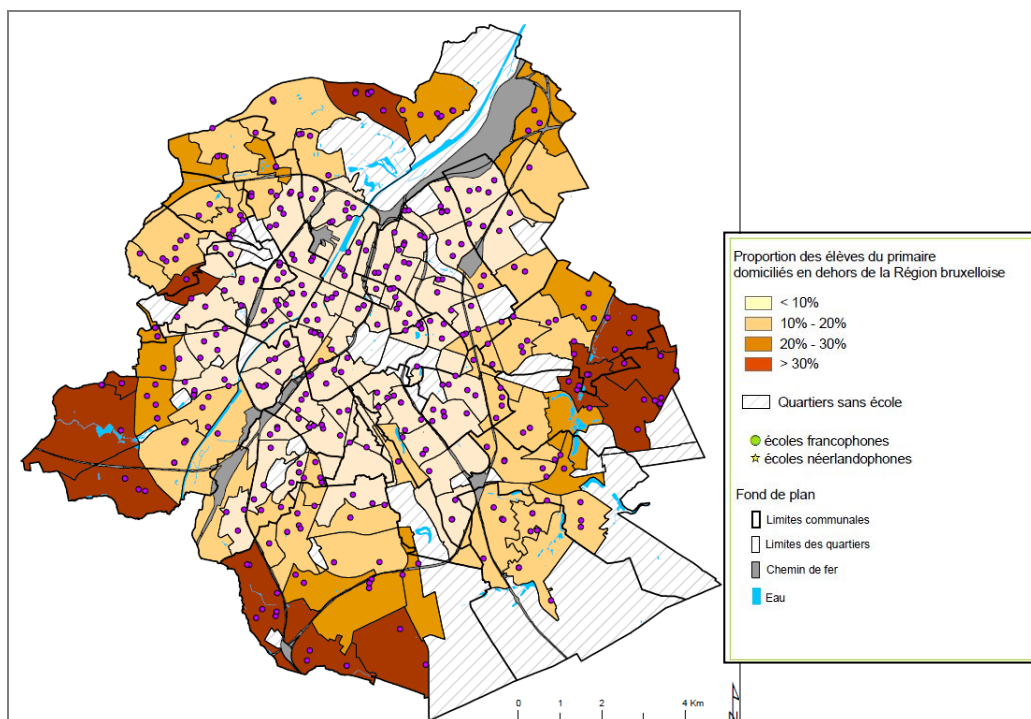 Proportion des élèves du primaire
domiciliés en dehors de la Région bruxelloise
< 10%
10% - 20%
20% - 30%
> 30%
Quartiers sans école
écoles francophones
écoles néerlandophones
Fond de plan
Limites communales
Limites des quartiers
Chemin de fer
Eau
0 1 2 4 Km